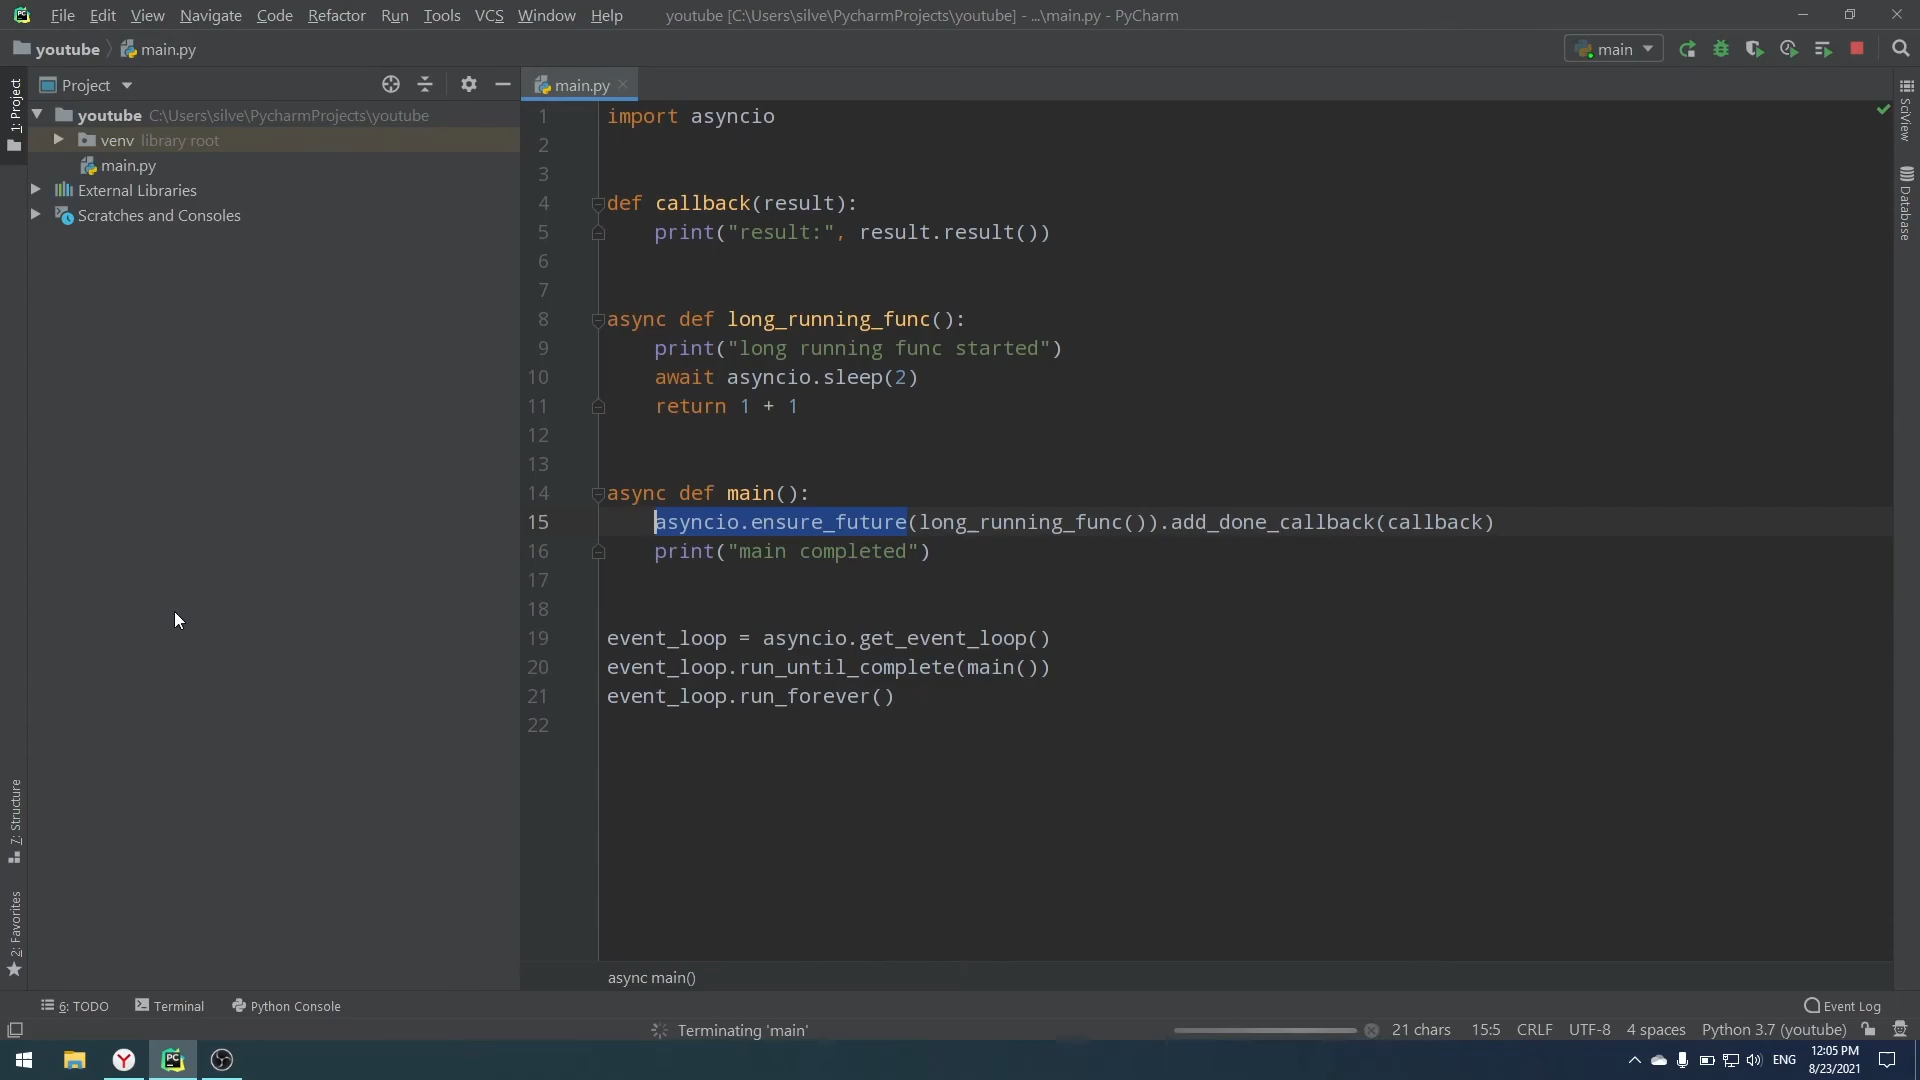 File Edit View Navigate Code Refactor Run Tools VCS Window Help youtube [C:\Users\silve\PycharmProjects\youtube] - ...\main.py - PyCharm
youtube main.py main
Project main.py
1: Project
youtube C:\Users\silve\PycharmProjects\youtube
venv library root
main.py
External Libraries
Scratches and Consoles
7: Structure
2: Favorites
1 import asyncio
2
3
4 def callback(result):
5 print("result:", result.result())
6
7
8 async def long_running_func():
9 print("long running func started")
10 await asyncio.sleep(2)
11 return 1 + 1
12
13
14 async def main():
15 asyncio.ensure_future(long_running_func()).add_done_callback(callback)
16 print("main completed")
17
18
19 event_loop = asyncio.get_event_loop()
20 event_loop.run_until_complete(main())
21 event_loop.run_forever()
22
SciView
Database
async main()
6: TODO Terminal Python Console Event Log
Terminating 'main' 21 chars 15:5 CRLF UTF-8 4 spaces Python 3.7 (youtube)
ENG 12:05 PM
8/23/2021